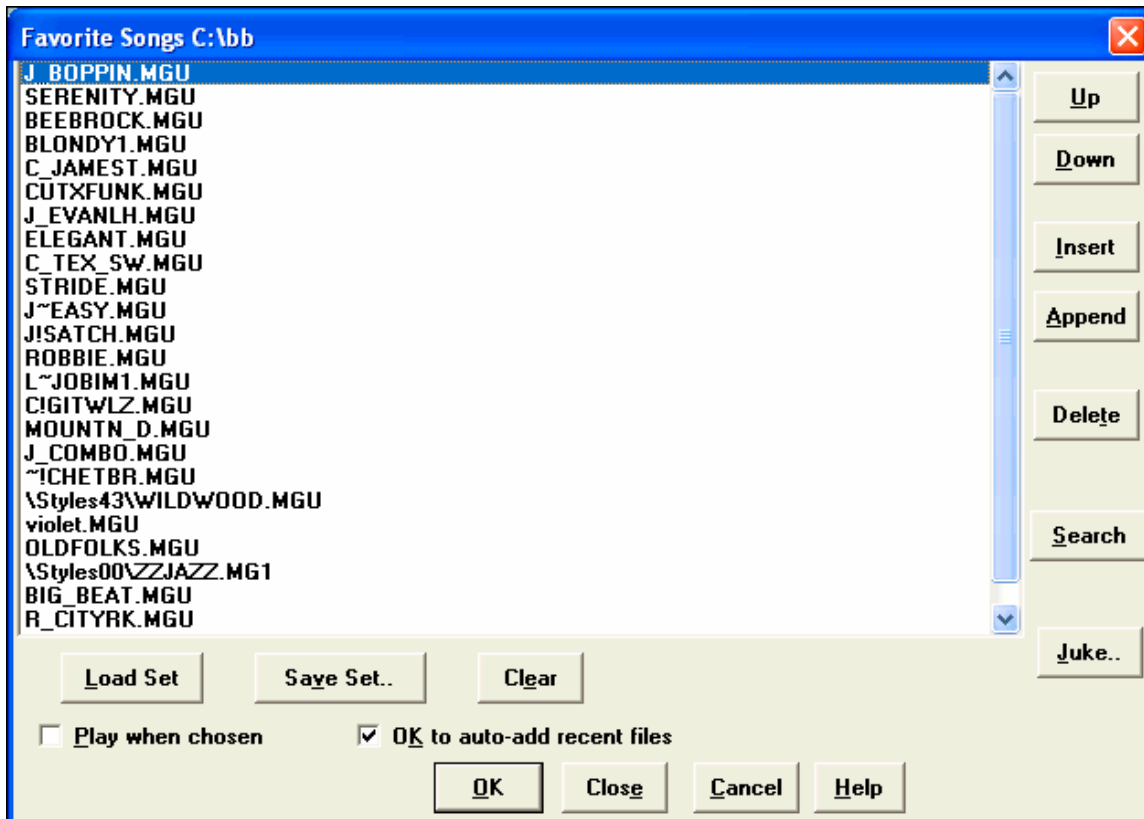 Favorite Songs C:\bb
J_BOPPIN.MGU
SERENITY.MGU
BEEBROCK.MGU
BLONDY1.MGU
C_JAMEST.MGU
CUTXFUNK.MGU
J_EVANLH.MGU
ELEGANT.MGU
C_TEX_SW.MGU
STRIDE.MGU
J~EASY.MGU
J!SATCH.MGU
ROBBIE.MGU
L~JOBIM1.MGU
C!GITWLZ.MGU
MOUNTN_D.MGU
J_COMBO.MGU
~!CHETBR.MGU
\Styles43\WILDWOOD.MGU
violet.MGU
OLDFOLKS.MGU
\Styles00\ZZJAZZ.MG1
BIG_BEAT.MGU
R_CITYRK.MGU
Up
Down
Insert
Append
Delete
Search
Juke..
Load Set Save Set.. Clear
Play when chosen OK to auto-add recent files
OK Close Cancel Help